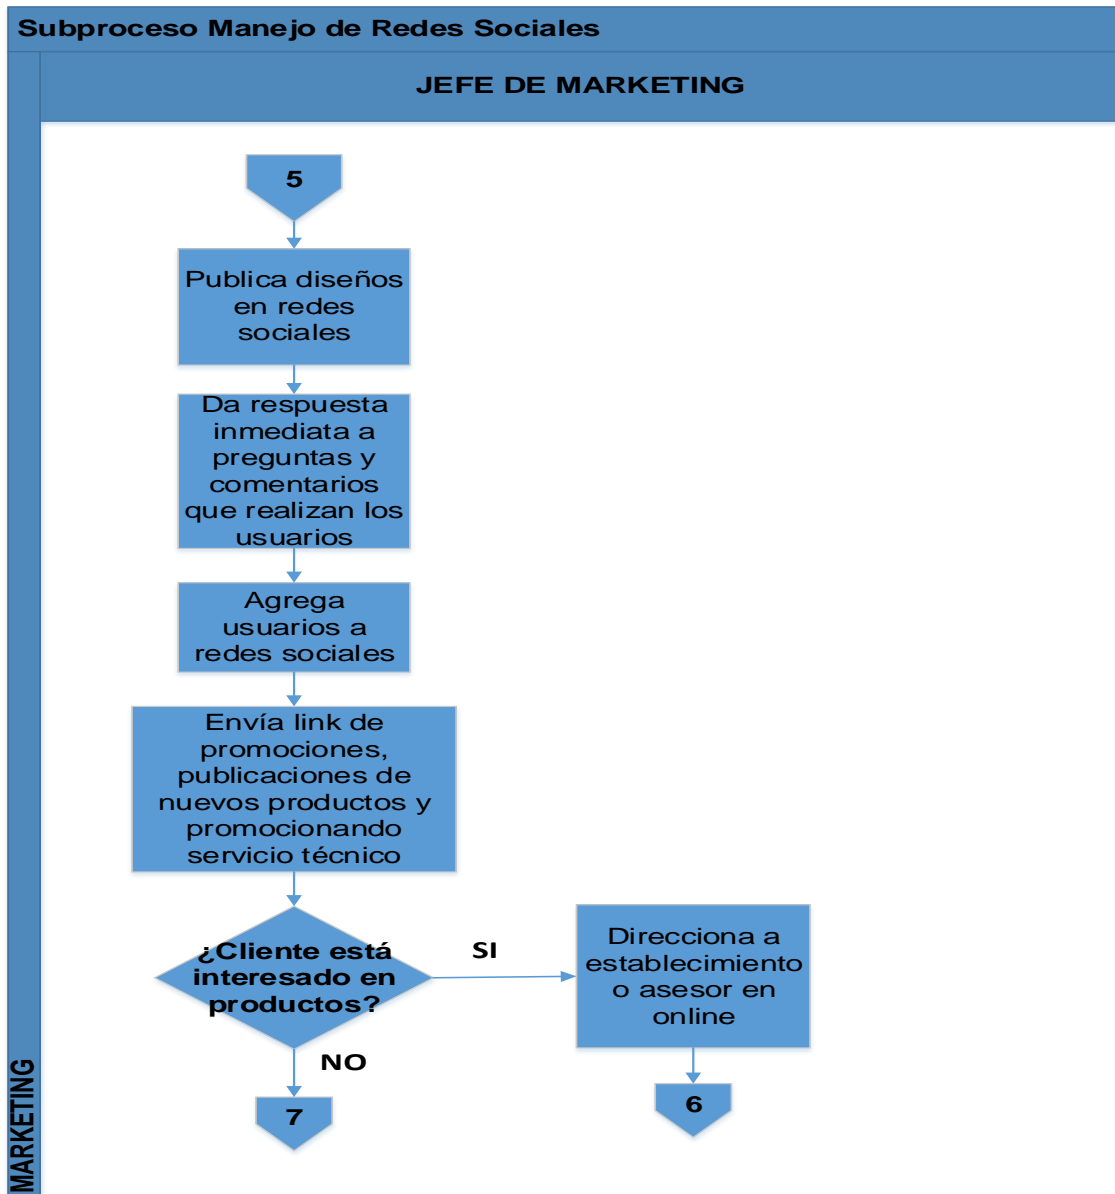 Subproceso Manejo de Redes Sociales
JEFE DE MARKETING
5
Publica diseños
en redes
sociales
Da respuesta
inmediata a
preguntas y
comentarios
que realizan los
usuarios
Agrega
usuarios a
redes sociales
Envía link de
promociones,
publicaciones de
nuevos productos y
promocionando
servicio técnico
¿Cliente está
interesado en
productos?
SI
Direcciona a
establecimiento
o asesor en
online
NO
7
6
MARKETING